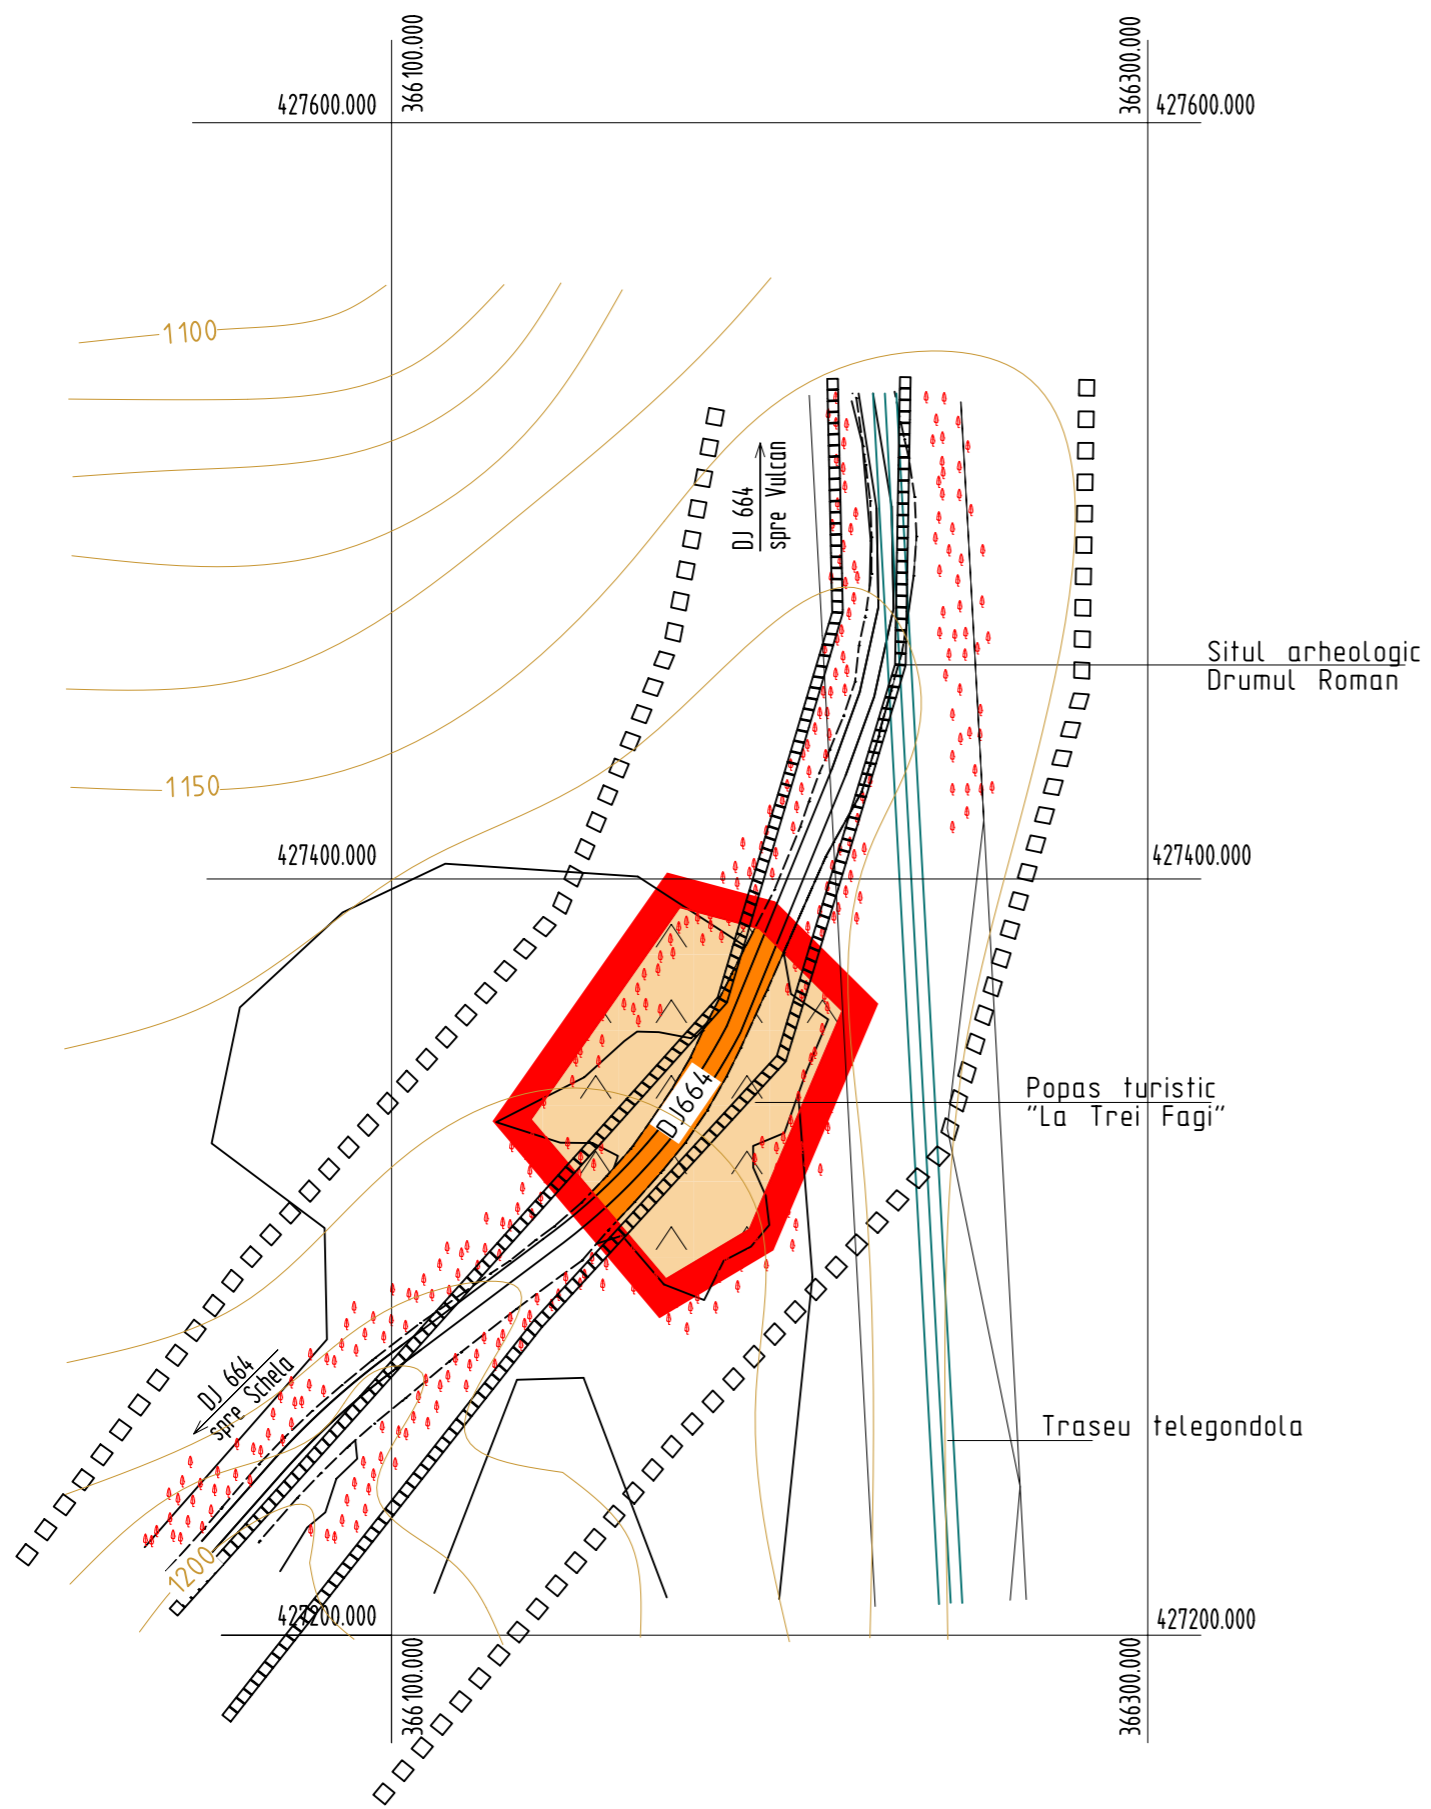 366100.000
366300.000
427600.000
427600.000
1100
DJ 664
spre Vulcan
Situl arheologic
Drumul Roman
1150
427400.000
427400.000
DJ664
Popas turistic
"La Trei Fagi"
DJ 664
spre Schela
Traseu telegondola
1200
427200.000
427200.000
366100.000
366300.000